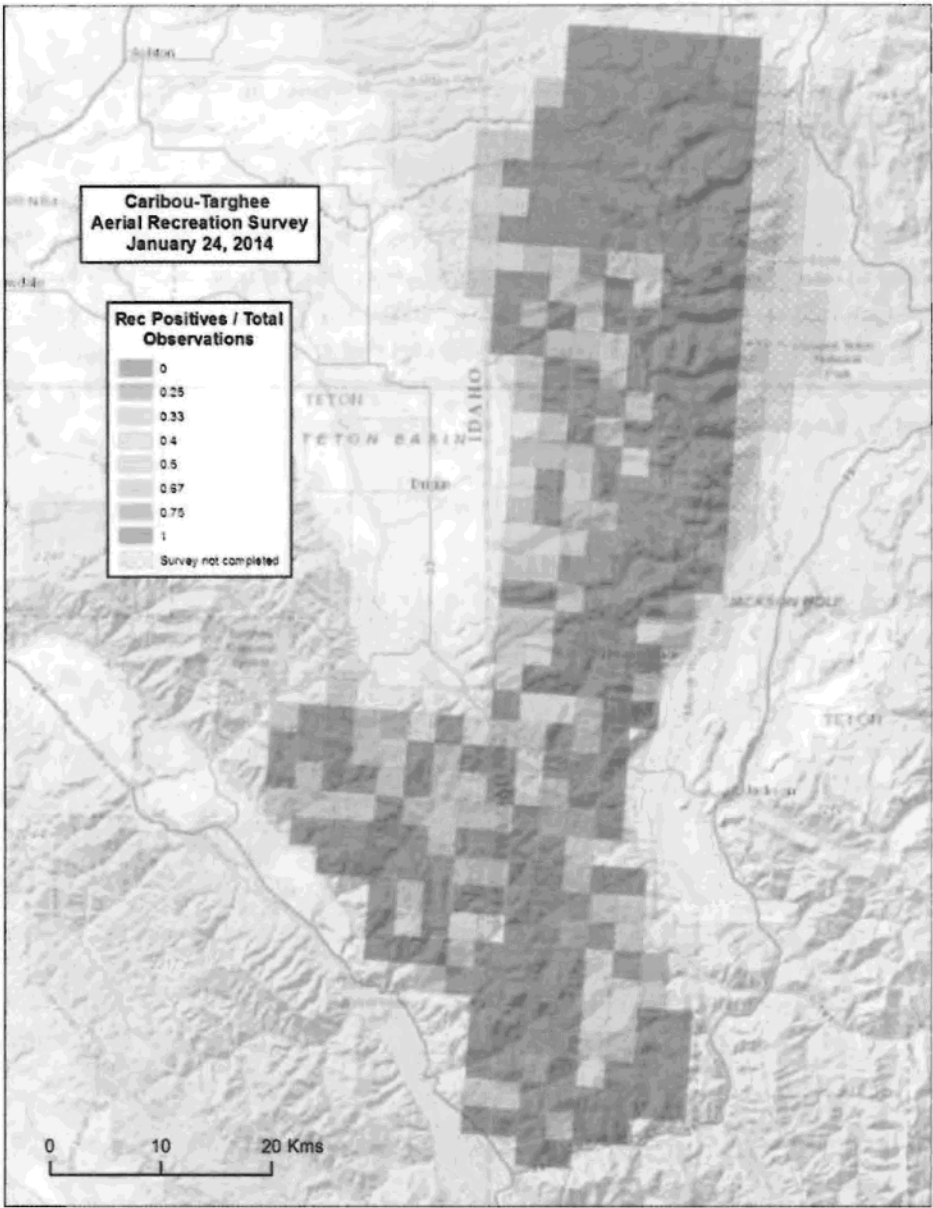 Ashton
Caribou-Targhee
Aerial Recreation Survey
January 24, 2014
Rec Positives / Total
Observations
0
0.25
0.33
0.4
0.5
0.67
0.75
1
Survey not completed
IDAHO
TETON
TETON BASIN
Driggs
JACKSON HOLE
TETON
Jackson
0
10
20 Kms